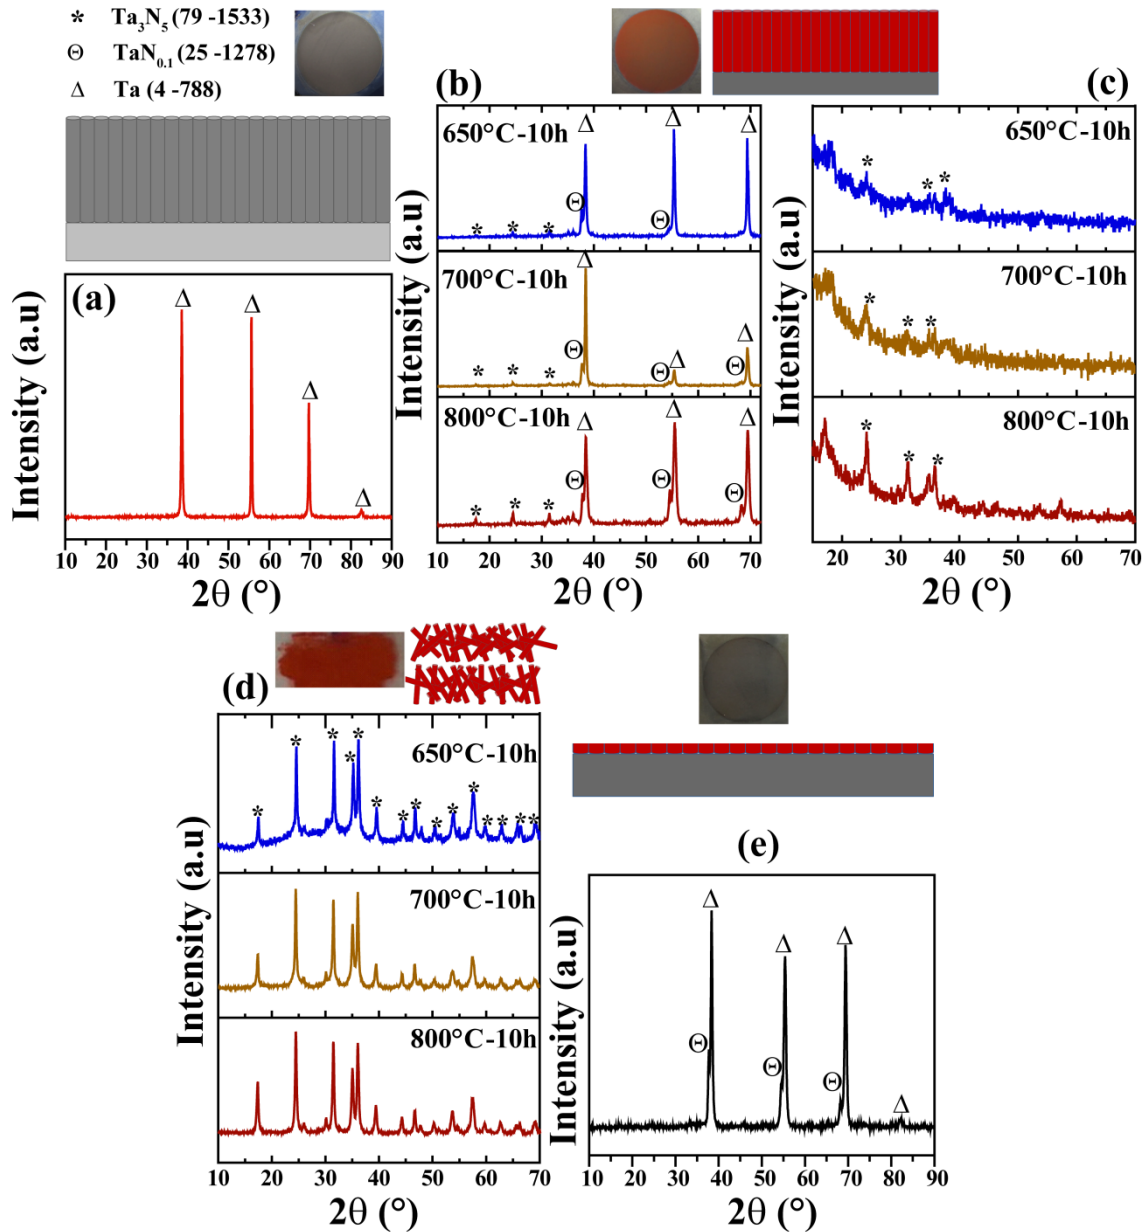 * Ta3N5 (79 -1533)
Θ TaN0.1 (25 -1278)
Δ Ta (4 -788)
(a)
Δ Δ Δ Δ
Intensity (a.u)
10 20 30 40 50 60 70 80 90
2θ (°)
(b)
650°C-10h
* * * Θ Δ Θ Δ Δ
700°C-10h
* * * Θ Δ Θ Δ Θ Δ
800°C-10h
* * * Θ Δ Θ Δ Θ Δ
Intensity (a.u)
10 20 30 40 50 60 70
2θ (°)
(c)
650°C-10h
* * *
700°C-10h
* * *
800°C-10h
* * *
Intensity (a.u)
20 30 40 50 60 70
2θ (°)
(d)
650°C-10h
* * * * * * * * * * * * * * *
700°C-10h
800°C-10h
Intensity (a.u)
10 20 30 40 50 60 70
2θ (°)
(e)
Θ Δ Θ Δ Θ Δ Δ
Intensity (a.u)
10 20 30 40 50 60 70 80 90
2θ (°)